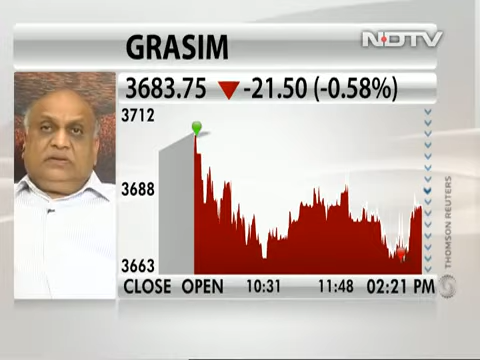 GRASIM
NDTV
3683.75 ▼ -21.50 (-0.58%)
3712
3688
3663
CLOSE OPEN 10:31 11:48 02:21 PM
THOMSON REUTERS